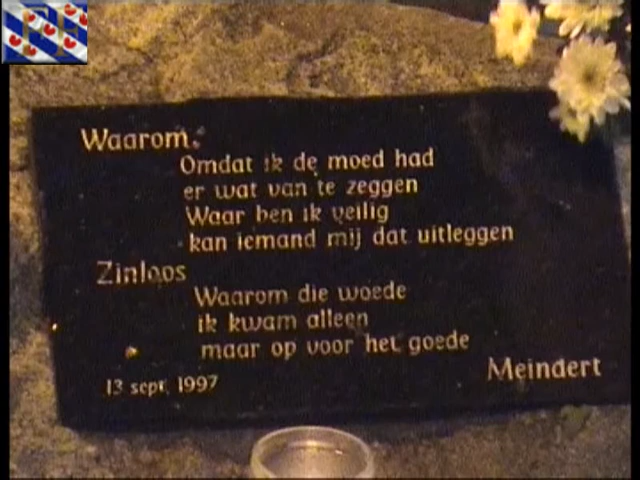 Waarom.
Omdat ik de moed had
er wat van te zeggen
Waar ben ik veilig
kan iemand mij dat uitleggen
Zinloos
Waarom die woede
ik kwam alleen
maar op voor het goede
13 sept. 1997
Meindert